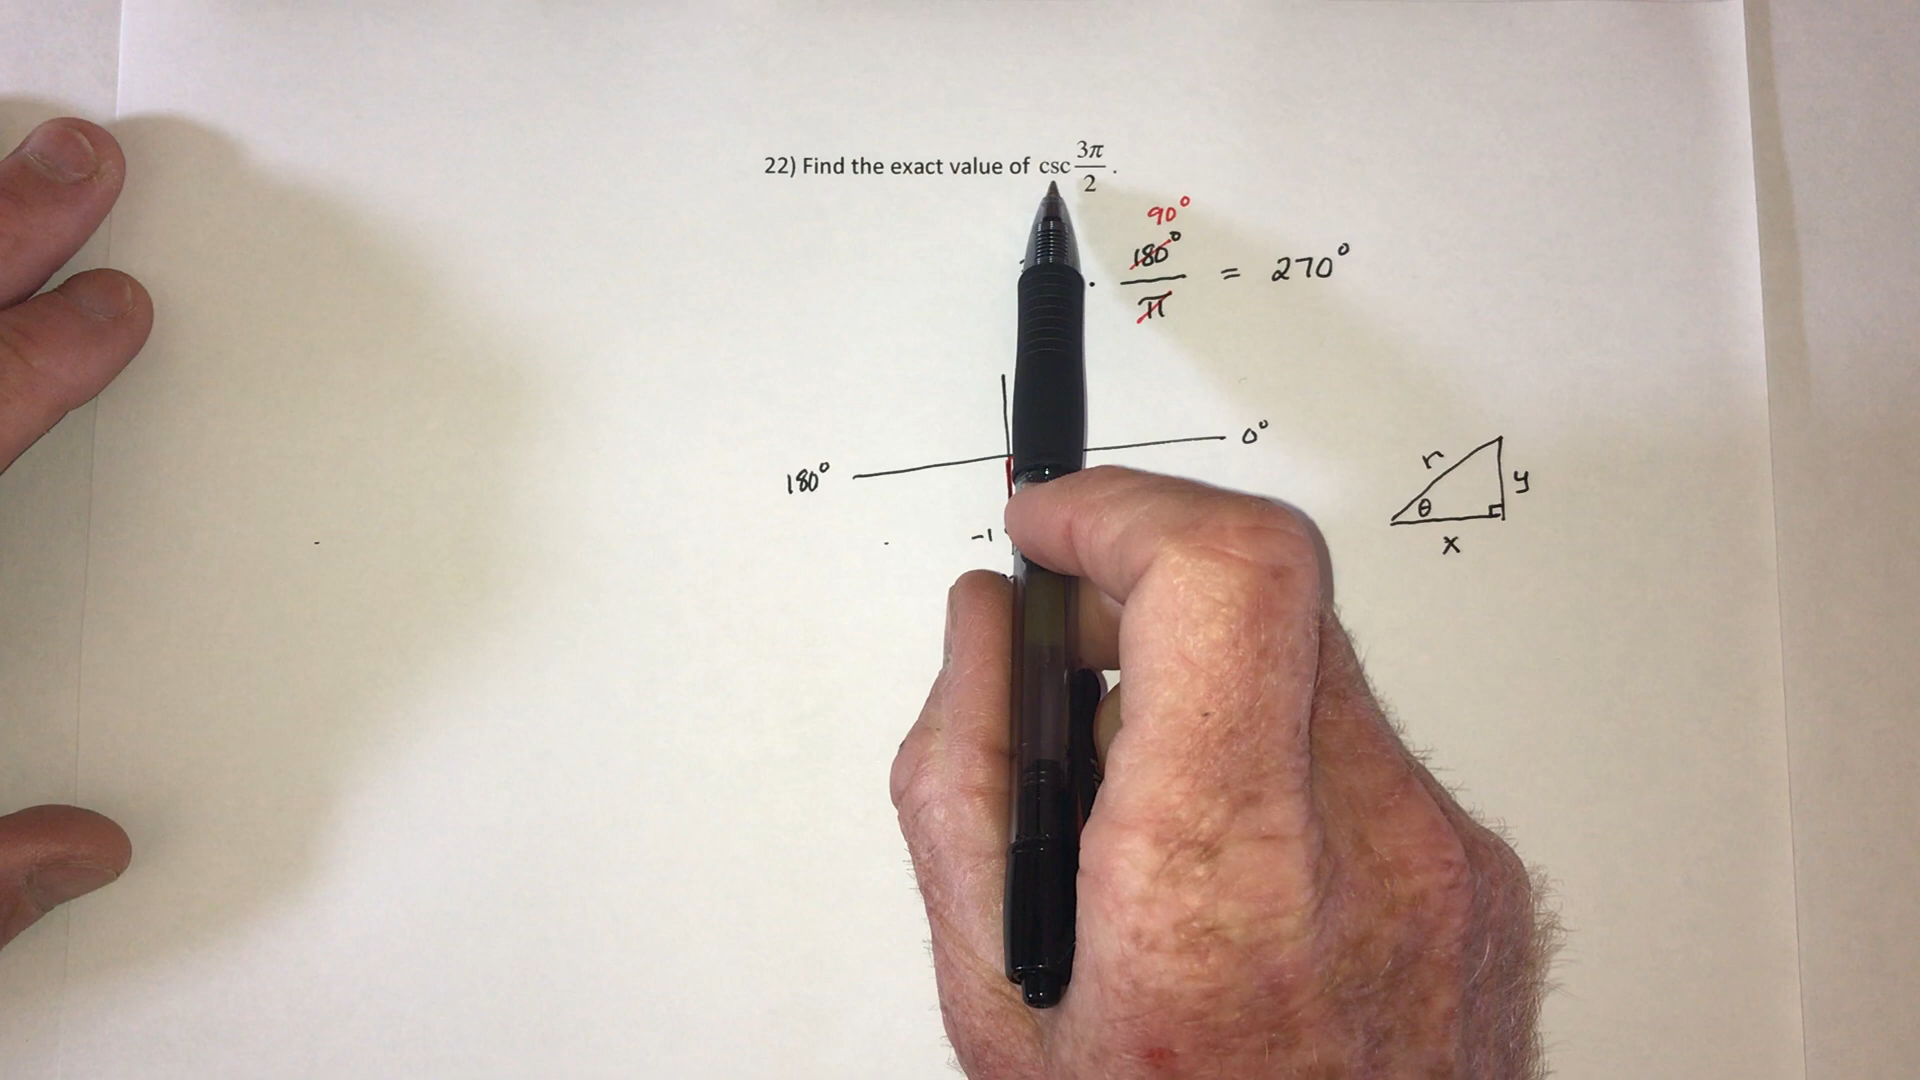 22) Find the exact value of csc 3π/2 .
90°
· 180°/π = 270°
0°
180°
r
y
θ
-1
x